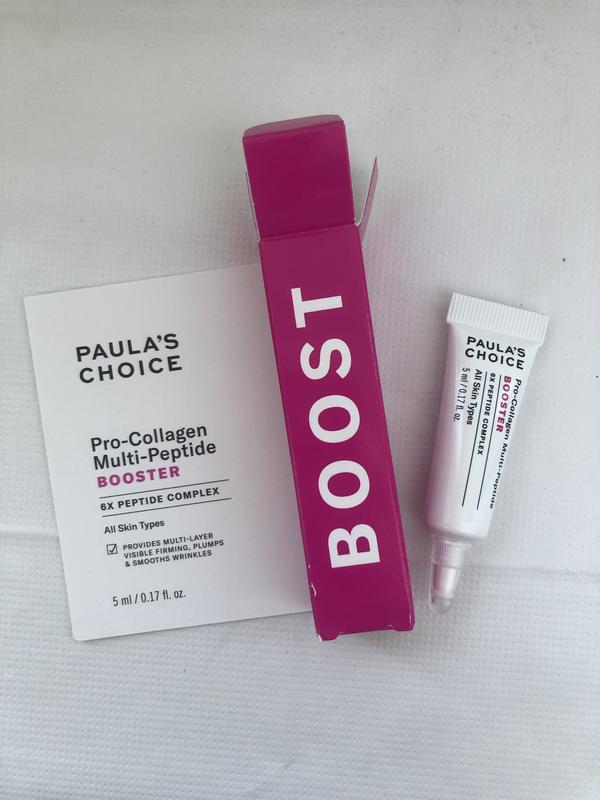 PAULA'S
CHOICE
Pro-Collagen
Multi-Peptide
BOOSTER
6X PEPTIDE COMPLEX
All Skin Types
PROVIDES MULTI-LAYER
VISIBLE FIRMING, PLUMPS
& SMOOTHS WRINKLES
5 ml / 0.17 fl. oz.
BOOST
PAULA'S
CHOICE
Pro-Collagen Multi-Peptide
BOOSTER
6X PEPTIDE COMPLEX
All Skin Types
5 ml / 0.17 fl. oz.